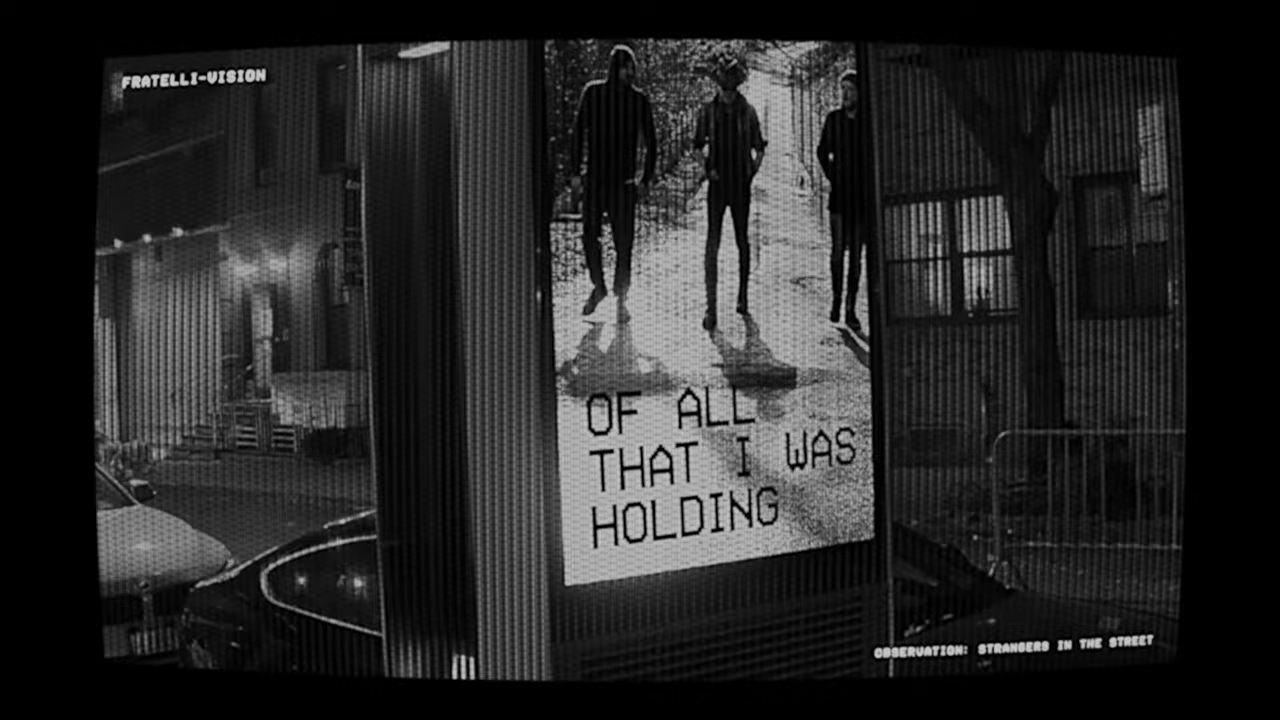 FRATELLI-VISION
OF ALL
THAT I WAS
HOLDING
OBSERVATION: STRANGERS IN THE STREET